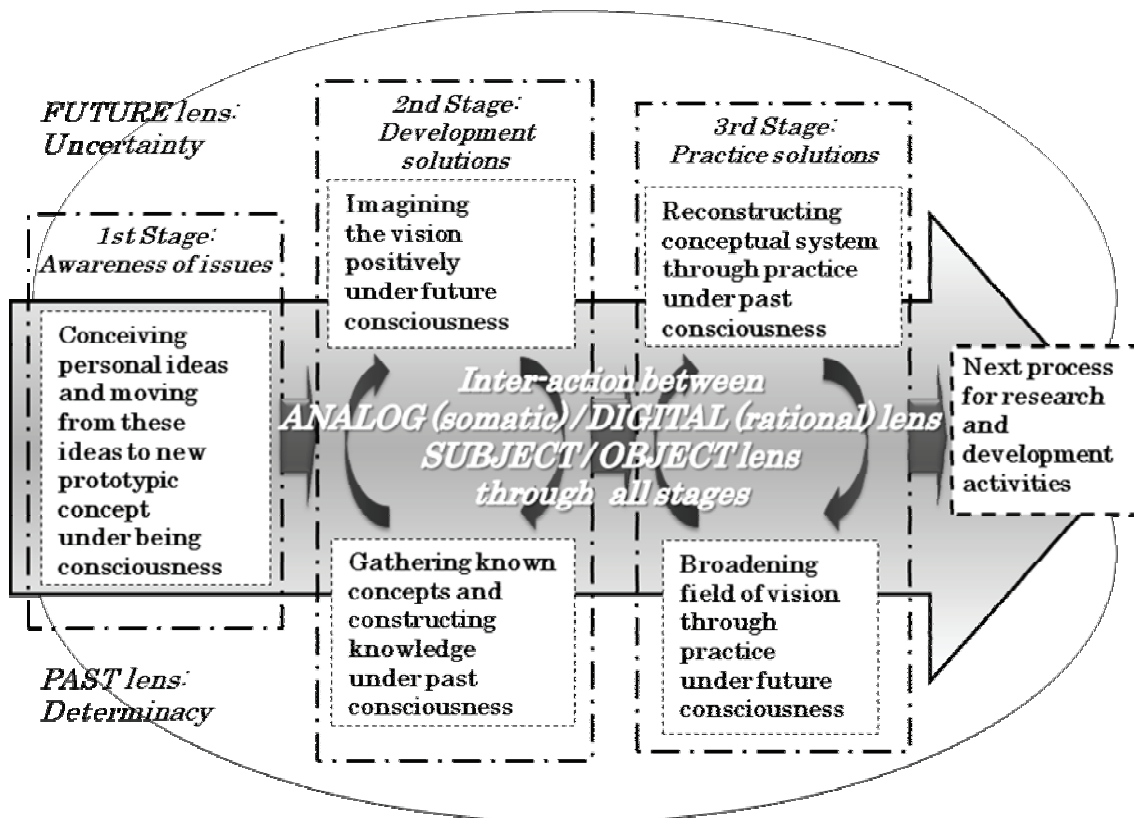 FUTURE lens:
Uncertainty
1st Stage:
Awareness of issues
Conceiving
personal ideas
and moving
from these
ideas to new
prototypic
concept
under being
consciousness
PAST lens:
Determinacy
2nd Stage:
Development
solutions
Imagining
the vision
positively
under future
consciousness
Gathering known
concepts and
constructing
knowledge
under past
consciousness
Inter-action between
ANALOG (somatic) / DIGITAL (rational) lens
SUBJECT / OBJECT lens
through all stages
3rd Stage:
Practice solutions
Reconstructing
conceptual system
through practice
under past
consciousness
Broadening
field of vision
through
practice
under future
consciousness
Next process
for research
and
development
activities